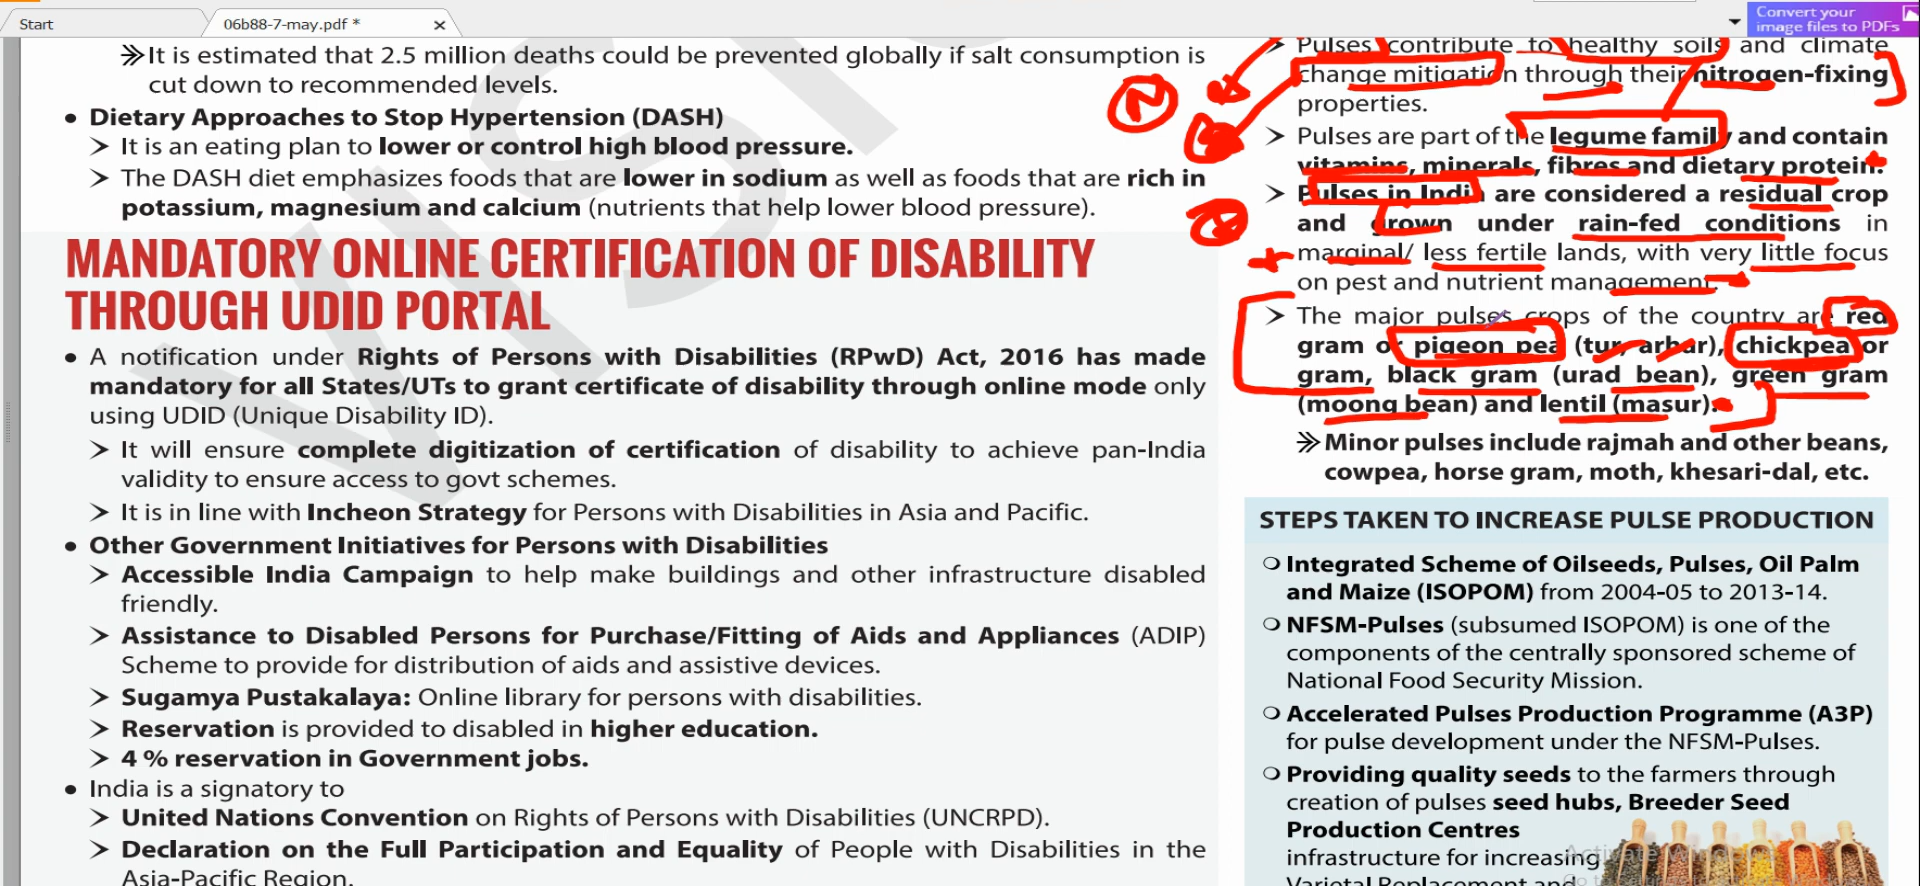 Start
06b88-7-may.pdf *
Convert your
image files to PDFs
It is estimated that 2.5 million deaths could be prevented globally if salt consumption is
cut down to recommended levels.
Dietary Approaches to Stop Hypertension (DASH)
It is an eating plan to lower or control high blood pressure.
The DASH diet emphasizes foods that are lower in sodium as well as foods that are rich in
potassium, magnesium and calcium (nutrients that help lower blood pressure).
MANDATORY ONLINE CERTIFICATION OF DISABILITY
THROUGH UDID PORTAL
A notification under Rights of Persons with Disabilities (RPwD) Act, 2016 has made
mandatory for all States/UTs to grant certificate of disability through online mode only
using UDID (Unique Disability ID).
It will ensure complete digitization of certification of disability to achieve pan-India
validity to ensure access to govt schemes.
It is in line with Incheon Strategy for Persons with Disabilities in Asia and Pacific.
Other Government Initiatives for Persons with Disabilities
Accessible India Campaign to help make buildings and other infrastructure disabled
friendly.
Assistance to Disabled Persons for Purchase/Fitting of Aids and Appliances (ADIP)
Scheme to provide for distribution of aids and assistive devices.
Sugamya Pustakalaya: Online library for persons with disabilities.
Reservation is provided to disabled in higher education.
4 % reservation in Government jobs.
India is a signatory to
United Nations Convention on Rights of Persons with Disabilities (UNCRPD).
Declaration on the Full Participation and Equality of People with Disabilities in the
Asia-Pacific Region.
Pulses contribute to healthy soils and climate
change mitigation through their nitrogen-fixing
properties.
N
Pulses are part of the legume family and contain
vitamins, minerals, fibres and dietary protein.
Pulses in India are considered a residual crop
and grown under rain-fed conditions in
marginal/ less fertile lands, with very little focus
on pest and nutrient management.
The major pulses crops of the country are red
gram or pigeon pea (tur, arhar), chickpea or
gram, black gram (urad bean), green gram
(moong bean) and lentil (masur).
Minor pulses include rajmah and other beans,
cowpea, horse gram, moth, khesari-dal, etc.
STEPS TAKEN TO INCREASE PULSE PRODUCTION
Integrated Scheme of Oilseeds, Pulses, Oil Palm
and Maize (ISOPOM) from 2004-05 to 2013-14.
NFSM-Pulses (subsumed ISOPOM) is one of the
components of the centrally sponsored scheme of
National Food Security Mission.
Accelerated Pulses Production Programme (A3P)
for pulse development under the NFSM-Pulses.
Providing quality seeds to the farmers through
creation of pulses seed hubs, Breeder Seed
Production Centres
infrastructure for increasing
Varietal Replacement and